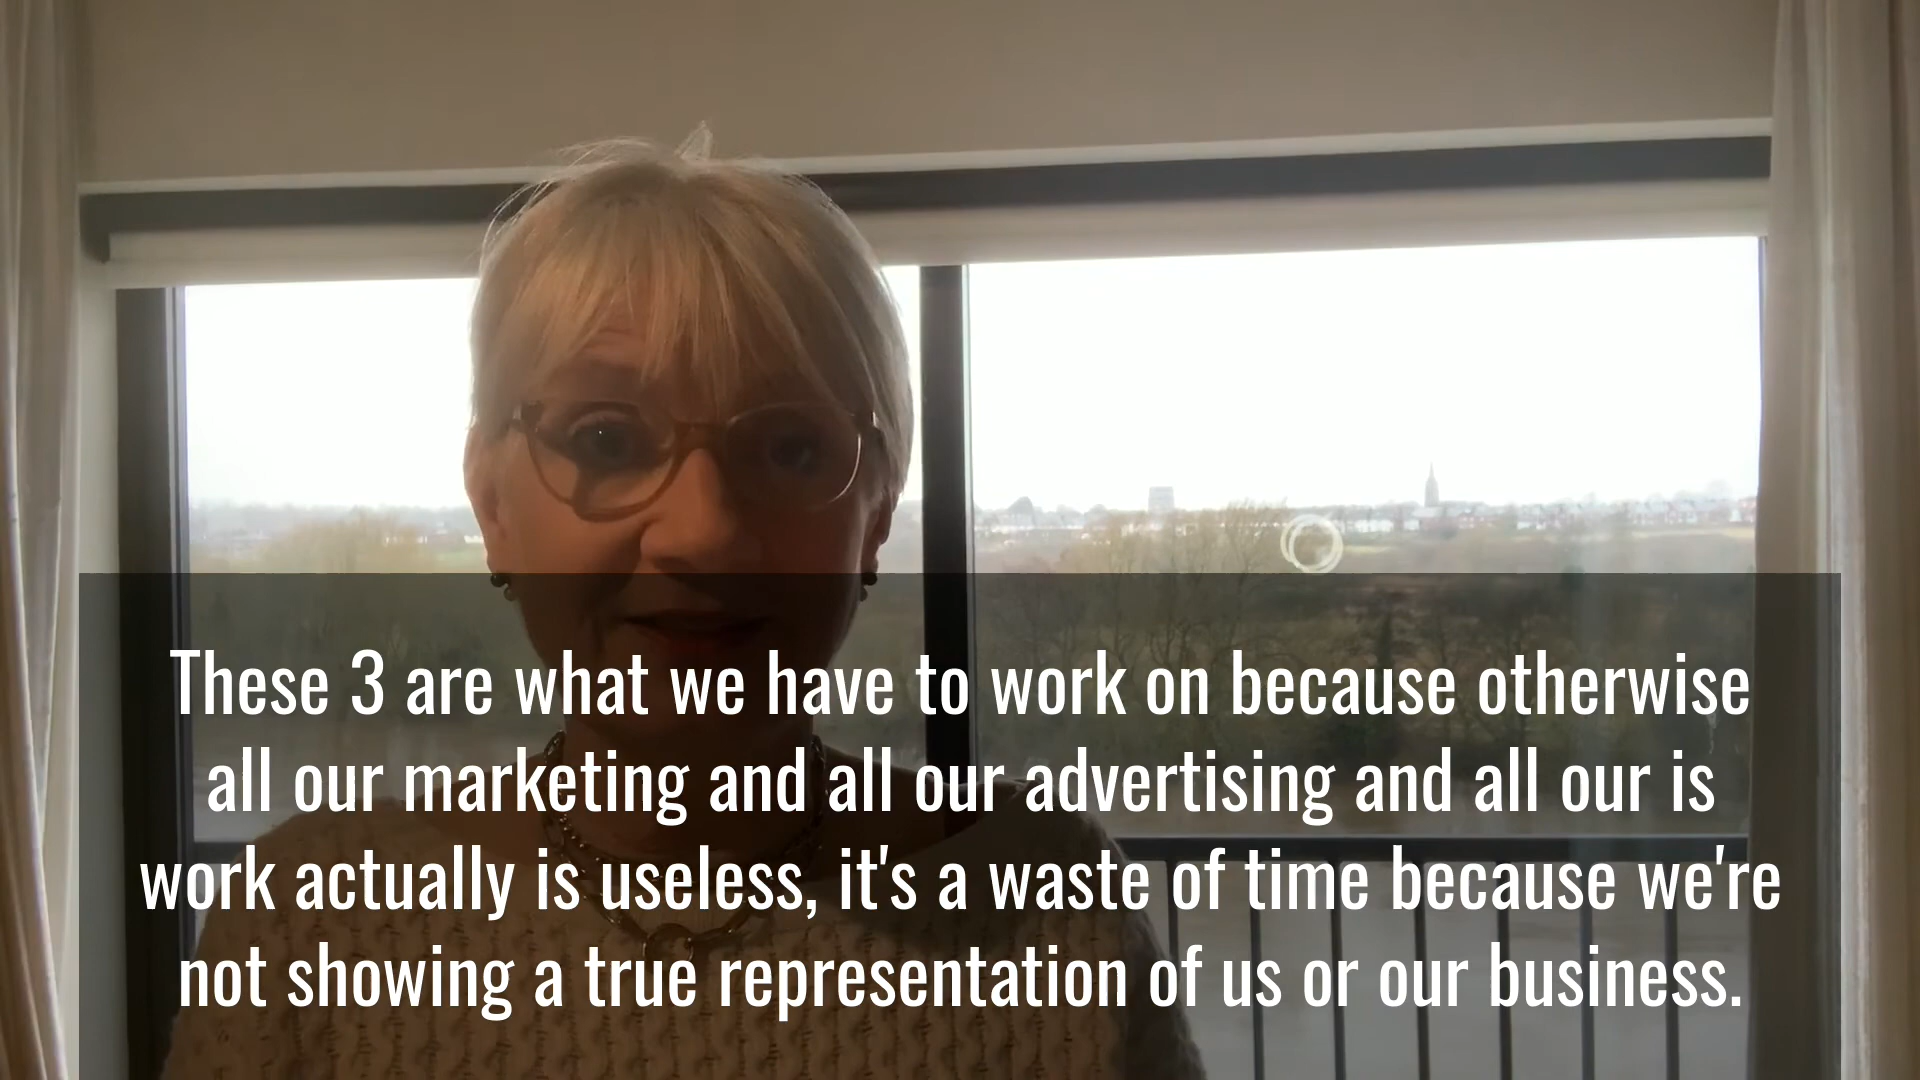 These 3 are what we have to work on because otherwise
all our marketing and all our advertising and all our is
work actually is useless, it's a waste of time because we're
not showing a true representation of us or our business.